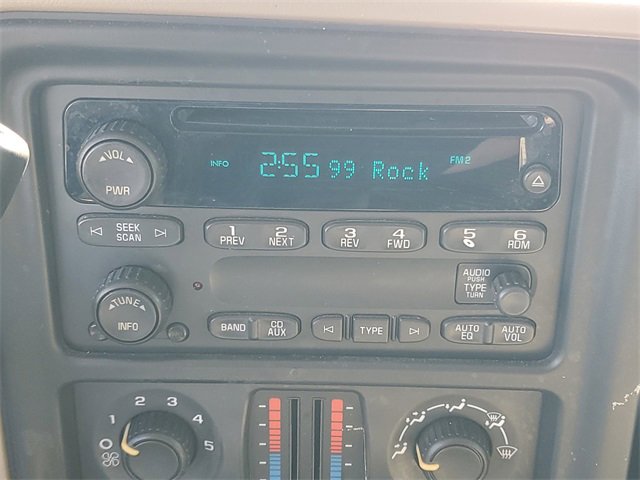 VOL
PWR
INFO 2:55 99 Rock FM2
SEEK
SCAN
1 PREV 2 NEXT
3 REV 4 FWD
5 6 RDM
TUNE
INFO
AUDIO
PUSH
TYPE
TURN
BAND CD AUX
TYPE
AUTO EQ AUTO VOL
0 1 2 3 4 5